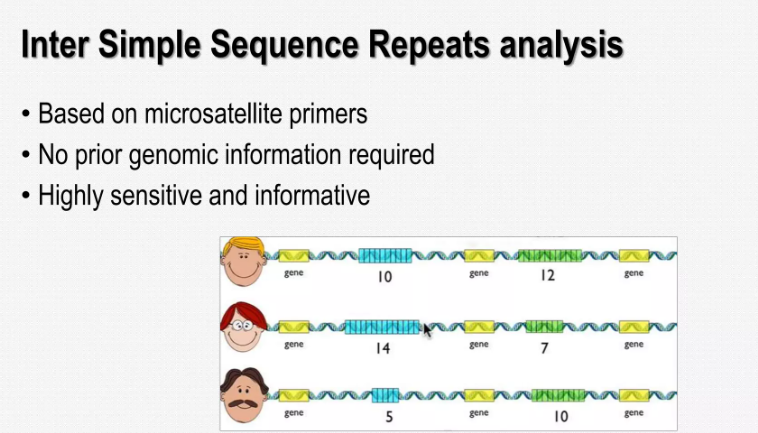 Inter Simple Sequence Repeats analysis
• Based on microsatellite primers
• No prior genomic information required
• Highly sensitive and informative
gene 10 gene 12 gene
gene 14 gene 7 gene
gene 5 gene 10 gene